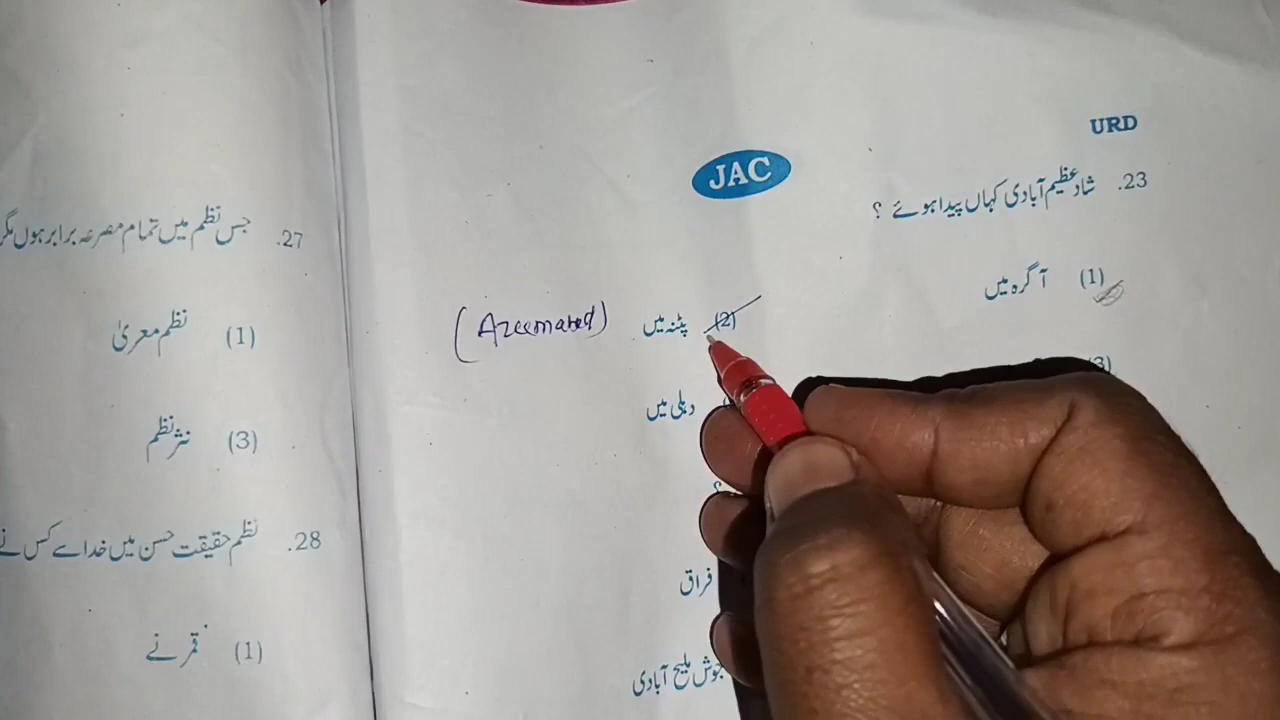 URD
JAC
23. شاد عظیم آبادی کہاں پیدا ہوئے ؟
(1) آگرہ میں
(2) پٹنہ میں (Azeemabad)
(3)
دہلی میں
؟
فراق
جوش ملیح آبادی
27. جس نظم میں تمام مصرعہ برابر ہوں مگر
(1) نظم معریٰ
(3) نثر نظم
28. نظم حقیقت حسن میں خدا سے کس نے
(1) قمر نے